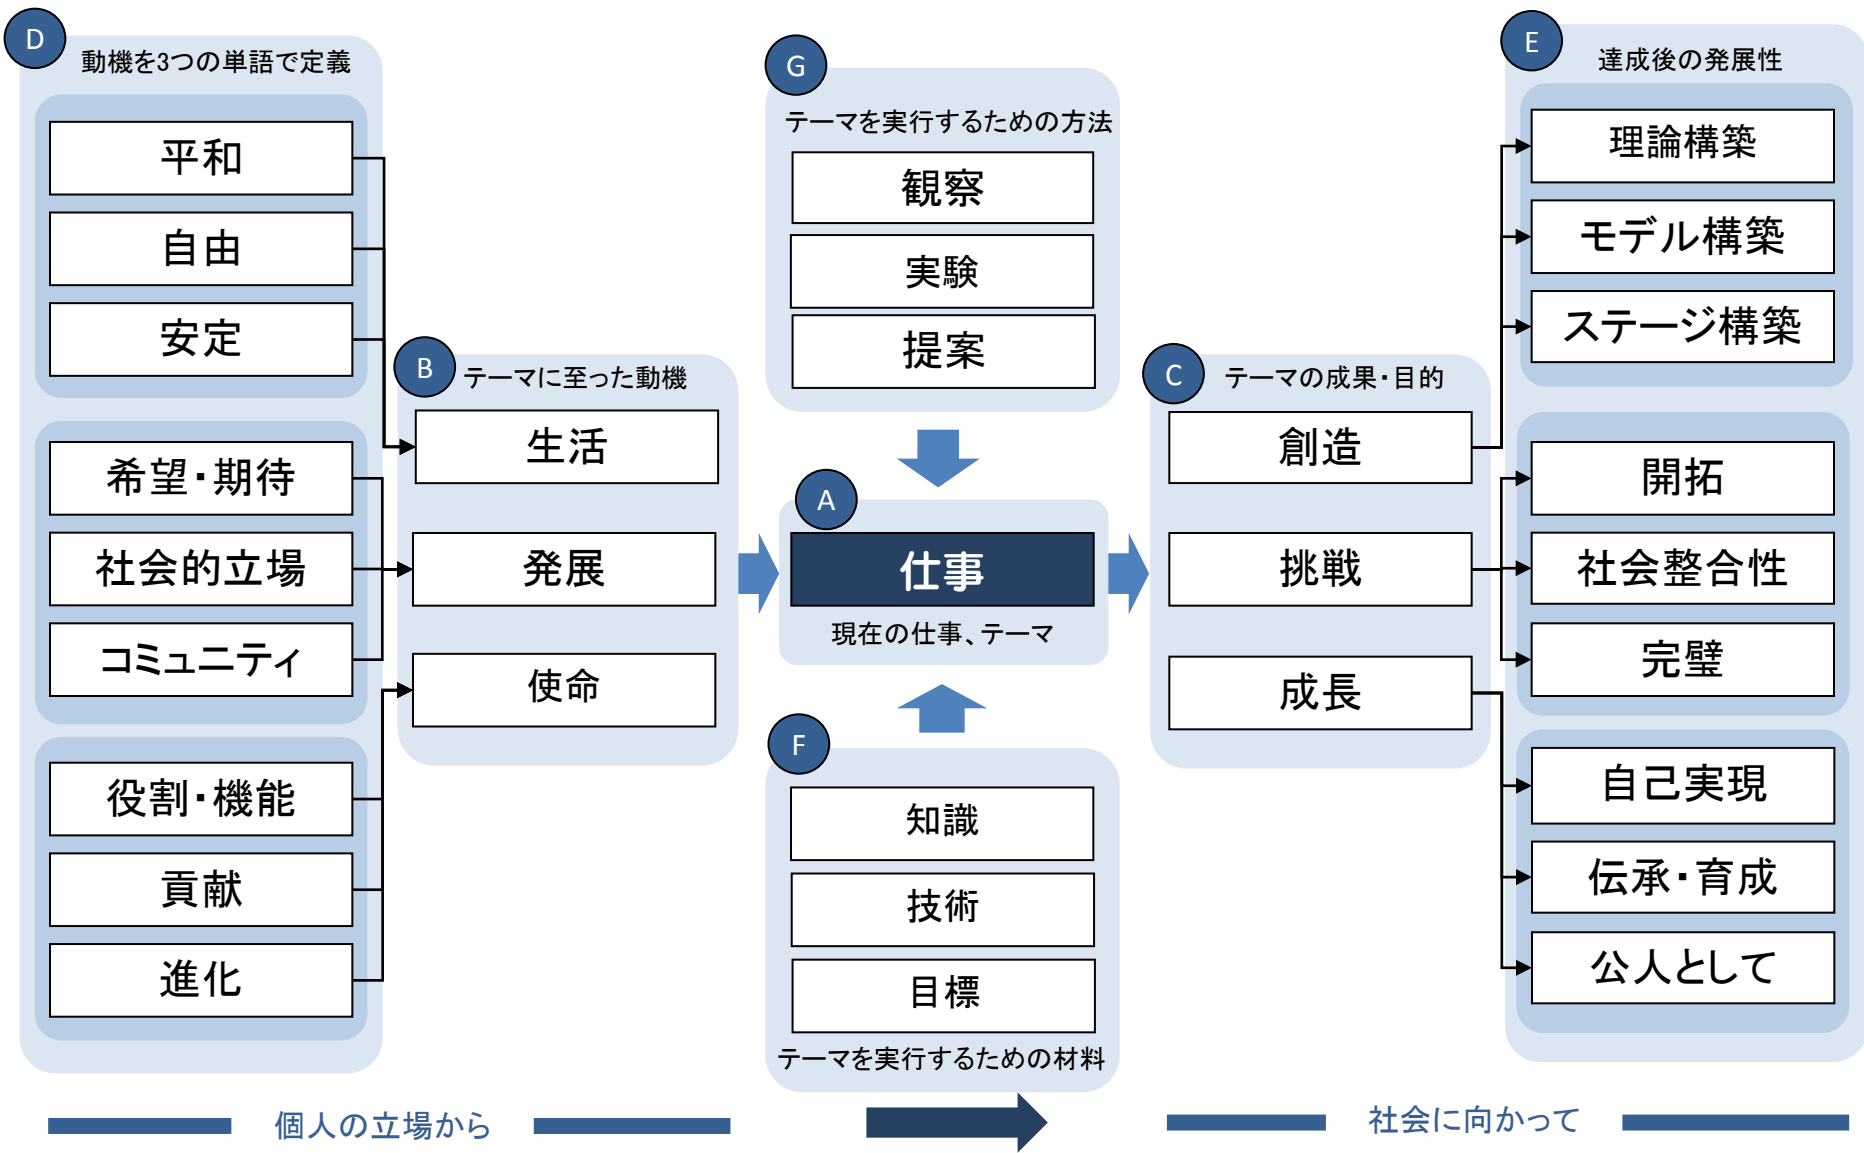 D
動機を3つの単語で定義
平和
自由
安定
希望・期待
社会的立場
コミュニティ
役割・機能
貢献
進化
B
テーマに至った動機
生活
発展
使命
G
テーマを実行するための方法
観察
実験
提案
A
仕事
現在の仕事、テーマ
F
知識
技術
目標
テーマを実行するための材料
C
テーマの成果・目的
創造
挑戦
成長
E
達成後の発展性
理論構築
モデル構築
ステージ構築
開拓
社会整合性
完璧
自己実現
伝承・育成
公人として
個人の立場から
社会に向かって